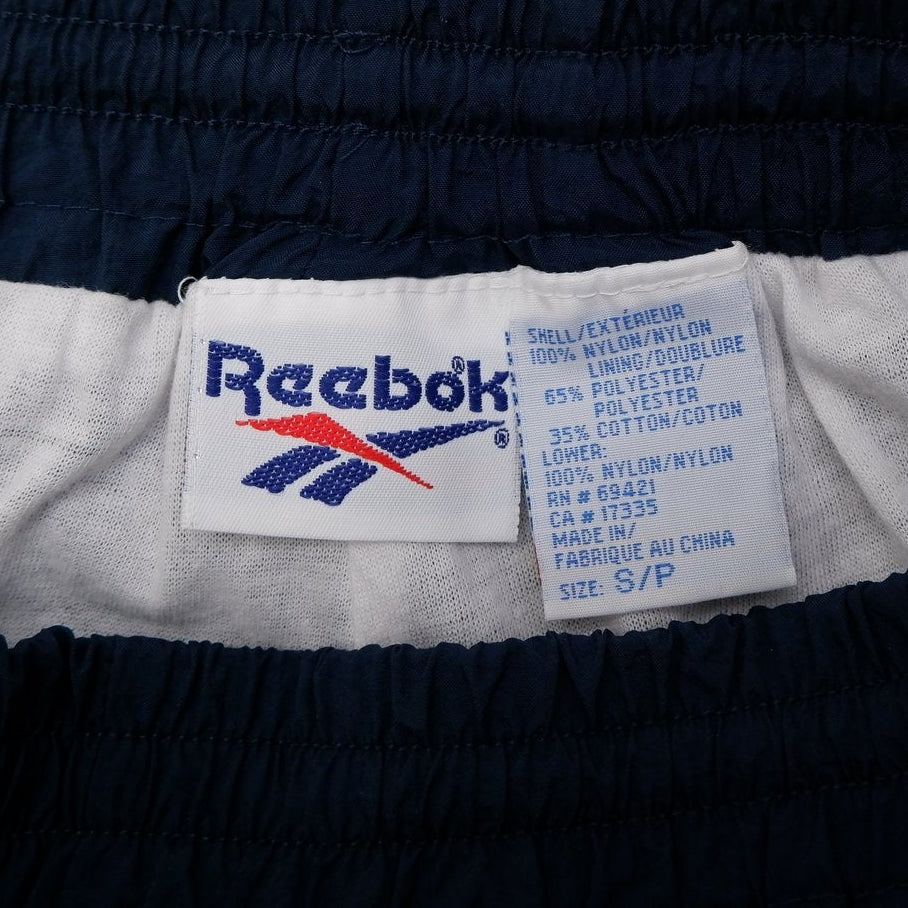 Reebok®
®
SHELL/EXTÉRIEUR
100% NYLON/NYLON
LINING/DOUBLURE
65% POLYESTER/
POLYESTER
35% COTTON/COTON
LOWER:
100% NYLON/NYLON
RN # 69421
CA # 17335
MADE IN/
FABRIQUE AU CHINA
SIZE: S/P